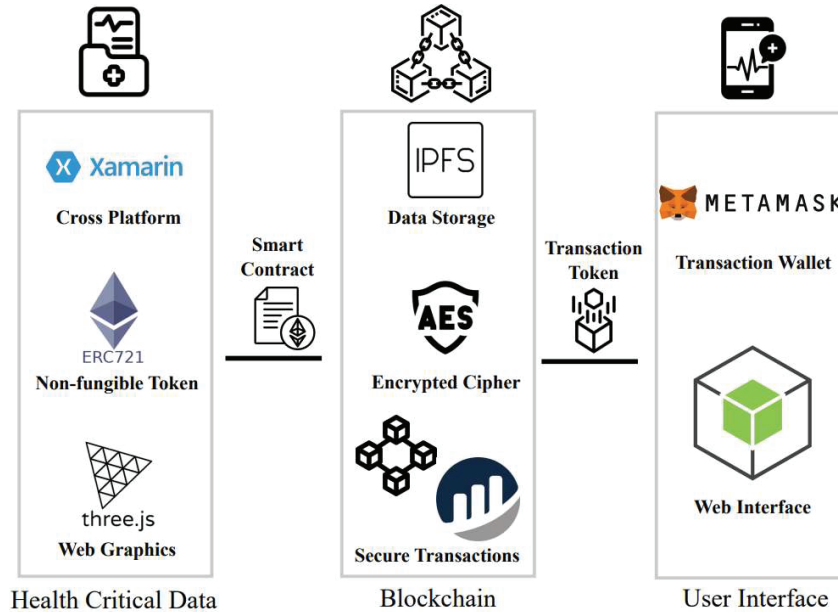 Xamarin
Cross Platform
ERC721
Non-fungible Token
three.js
Web Graphics
Health Critical Data
Smart
Contract
IPFS
Data Storage
AES
Encrypted Cipher
Secure Transactions
Blockchain
Transaction
Token
METAMASK
Transaction Wallet
Web Interface
User Interface